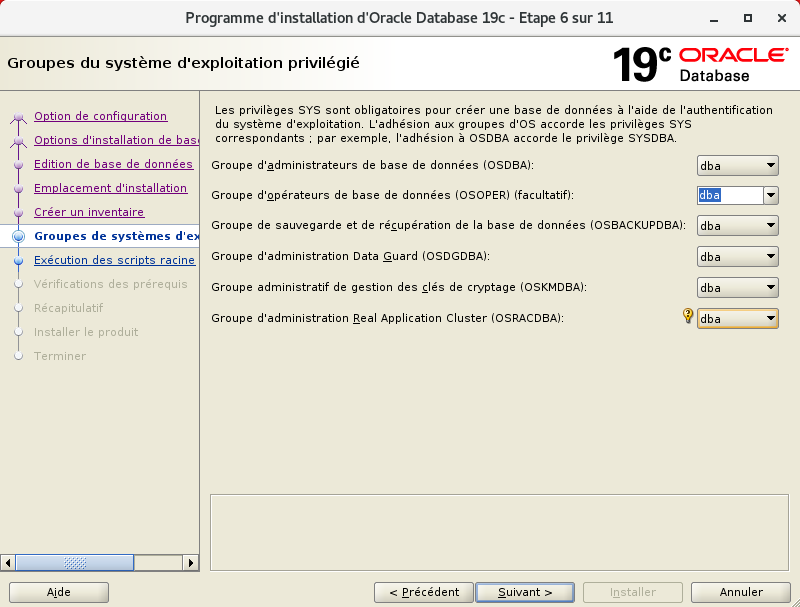 Programme d'installation d'Oracle Database 19c - Etape 6 sur 11
Groupes du système d'exploitation privilégié
19c ORACLE
Database
Option de configuration
Options d'installation de base
Edition de base de données
Emplacement d'installation
Créer un inventaire
Groupes de systèmes d'ex
Exécution des scripts racine
Vérifications des prérequis
Récapitulatif
Installer le produit
Terminer
Les privilèges SYS sont obligatoires pour créer une base de données à l'aide de l'authentification
du système d'exploitation. L'adhésion aux groupes d'OS accorde les privilèges SYS
correspondants ; par exemple, l'adhésion à OSDBA accorde le privilège SYSDBA.
Groupe d'administrateurs de base de données (OSDBA): dba
Groupe d'opérateurs de base de données (OSOPER) (facultatif): dba
Groupe de sauvegarde et de récupération de la base de données (OSBACKUPDBA): dba
Groupe d'administration Data Guard (OSDGDBA): dba
Groupe administratif de gestion des clés de cryptage (OSKMDBA): dba
Groupe d'administration Real Application Cluster (OSRACDBA): dba
Aide
< Précédent
Suivant >
Installer
Annuler